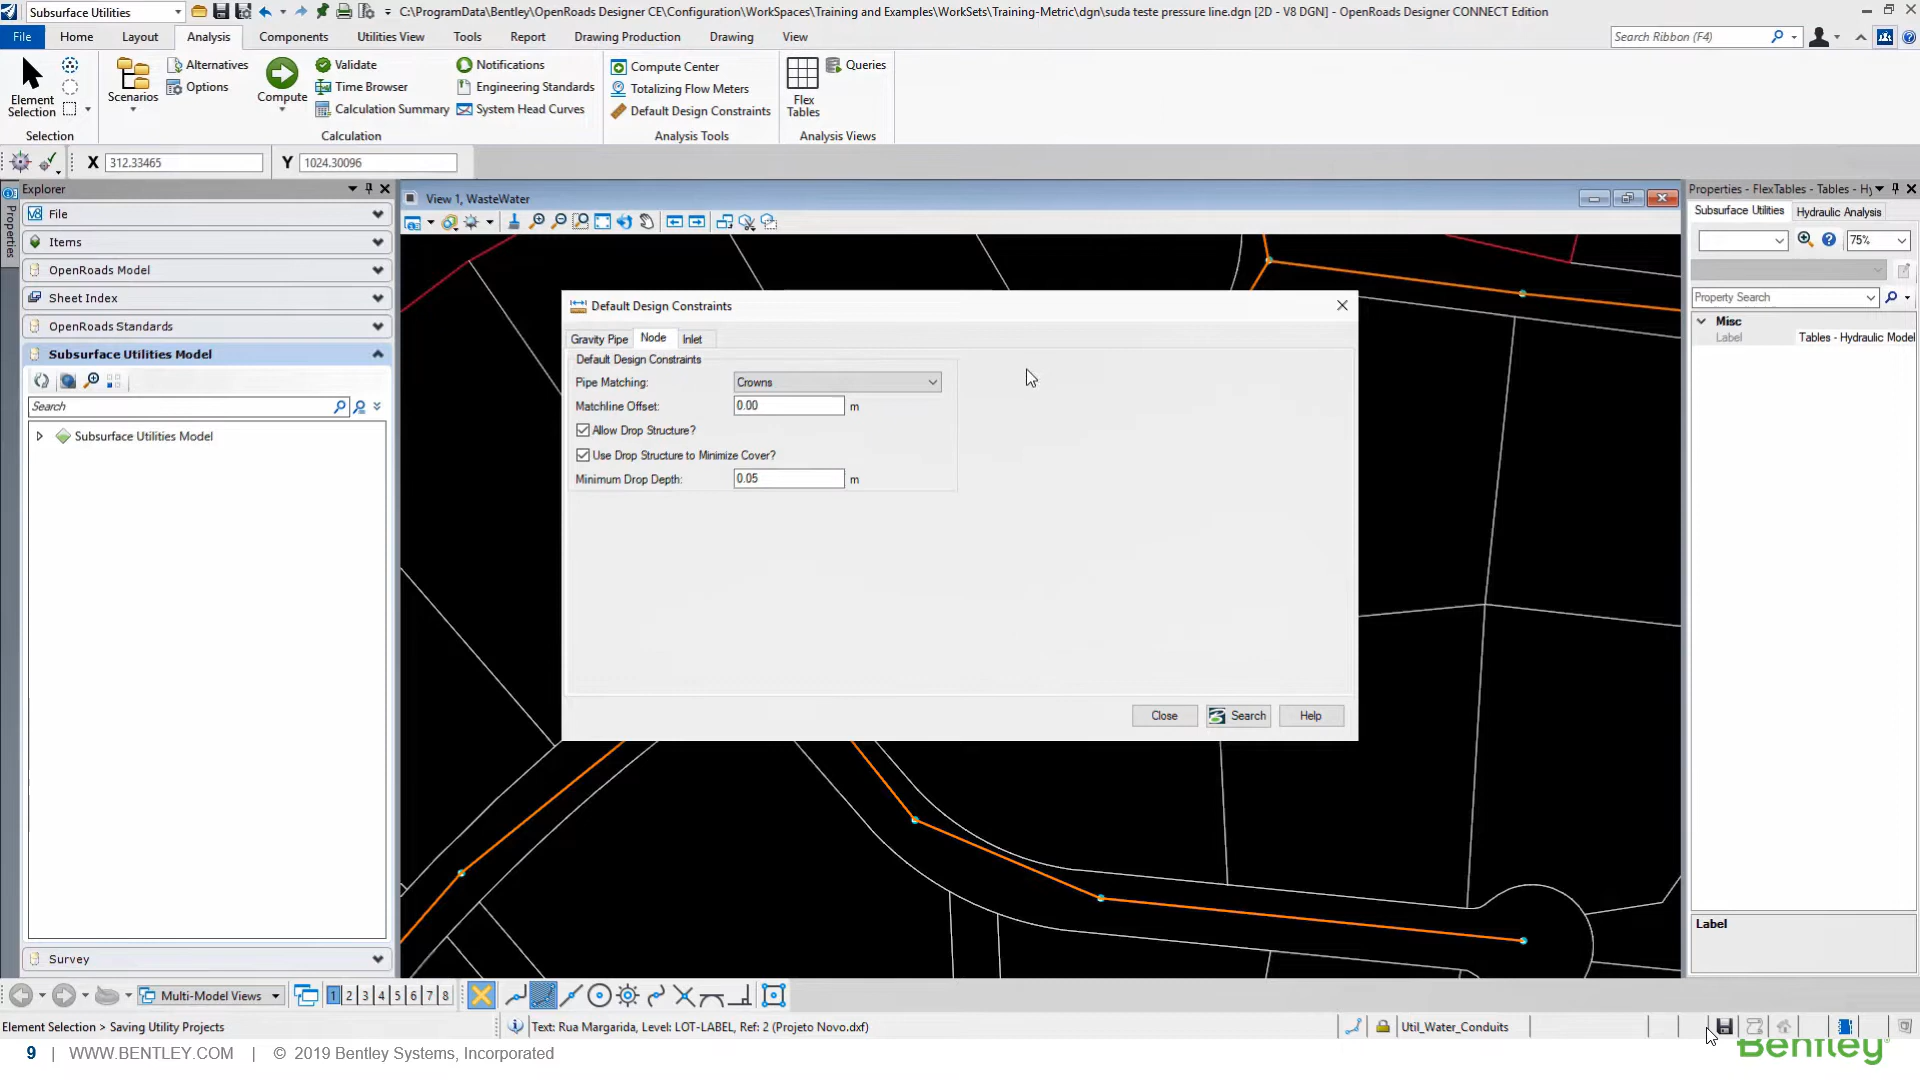 Subsurface Utilities
C:\ProgramData\Bentley\OpenRoads Designer CE\Configuration\WorkSpaces\Training and Examples\WorkSets\Training-Metric\dgn\suda teste pressure line.dgn [2D - V8 DGN] - OpenRoads Designer CONNECT Edition
File Home Layout Analysis Components Utilities View Tools Report Drawing Production Drawing View
Search Ribbon (F4)
Element Selection
Selection
Scenarios
Alternatives
Options
Compute
Validate
Time Browser
Calculation Summary
Notifications
Engineering Standards
System Head Curves
Calculation
Compute Center
Totalizing Flow Meters
Default Design Constraints
Analysis Tools
Flex Tables
Queries
Analysis Views
X 312.33465 Y 1024.30096
Properties
Explorer
File
Items
OpenRoads Model
Sheet Index
OpenRoads Standards
Subsurface Utilities Model
Search
Subsurface Utilities Model
Survey
View 1, WasteWater
Default Design Constraints
Gravity Pipe Node Inlet
Default Design Constraints
Pipe Matching: Crowns
Matchline Offset: 0.00 m
Allow Drop Structure?
Use Drop Structure to Minimize Cover?
Minimum Drop Depth: 0.05 m
Close Search Help
Properties - FlexTables - Tables - Hy
Subsurface Utilities Hydraulic Analysis
75%
Property Search
Misc
Label Tables - Hydraulic Model
Label
Multi-Model Views 1 2 3 4 5 6 7 8
Element Selection > Saving Utility Projects
Text: Rua Margarida, Level: LOT-LABEL, Ref: 2 (Projeto Novo.dxf)
Util_Water_Conduits
9 | WWW.BENTLEY.COM | © 2019 Bentley Systems, Incorporated
Bentley